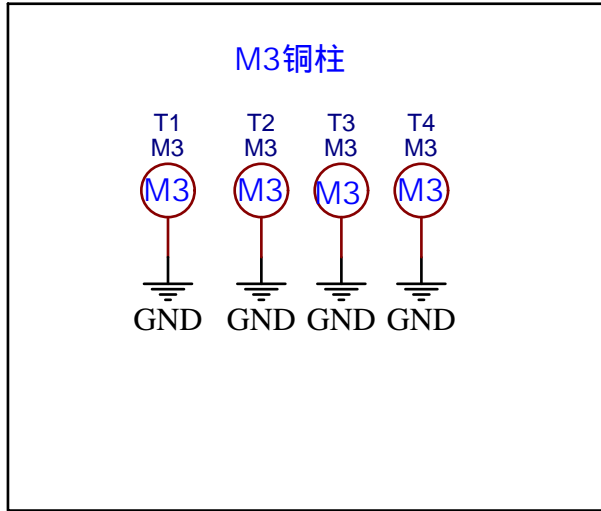 M3铜柱
T1 T2 T3 T4
M3 M3 M3 M3
M3 M3 M3 M3
GND GND GND GND